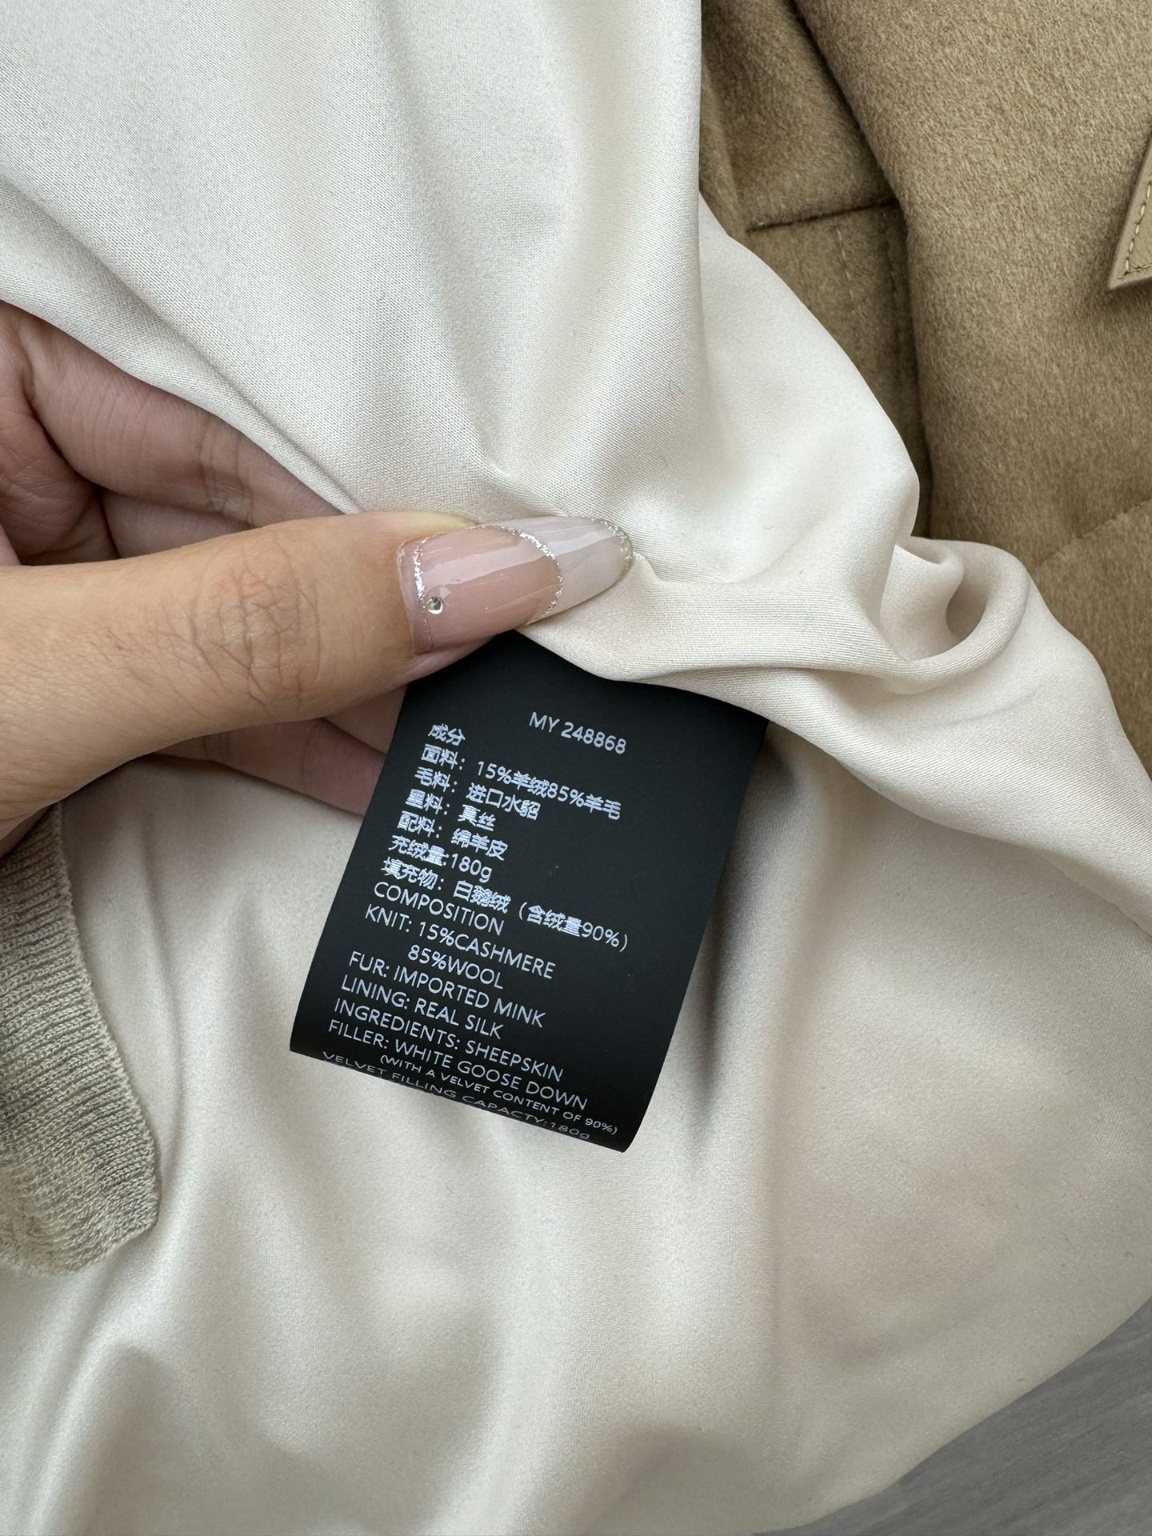 MY 248868
成分
面料：15%羊绒85%羊毛
毛料：进口水貂
里料：真丝
配料：绵羊皮
充绒量:180g
填充物：白鹅绒（含绒量90%）
COMPOSITION
KNIT: 15%CASHMERE
85%WOOL
FUR: IMPORTED MINK
LINING: REAL SILK
INGREDIENTS: SHEEPSKIN
FILLER: WHITE GOOSE DOWN
(WITH A VELVET CONTENT OF 90%)
VELVET FILLING CAPACTY:180g